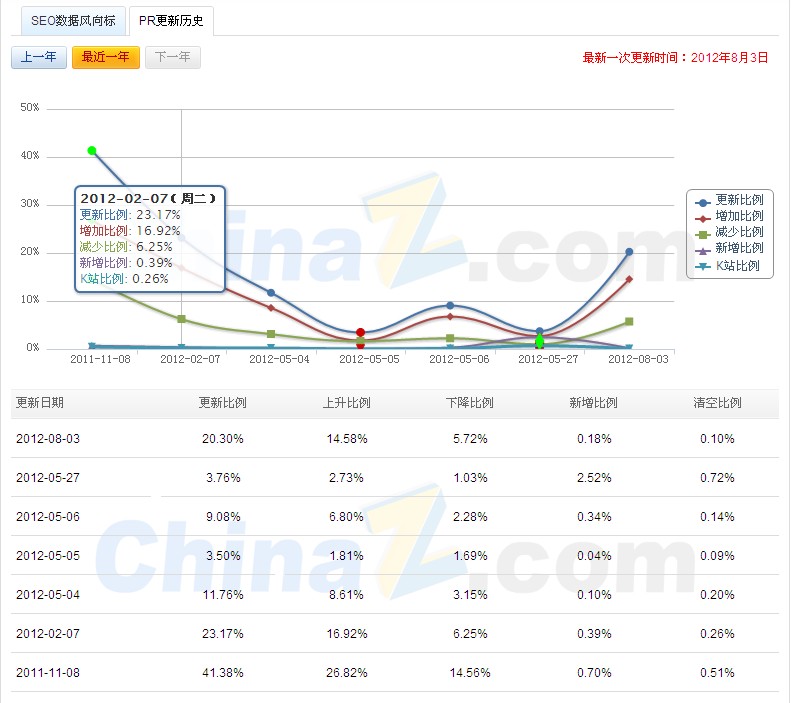 SEO数据风向标 PR更新历史
上一年 最近一年 下一年 最新一次更新时间：2012年8月3日
50%
40%
30%
20%
10%
0%
2012-02-07(周二)
更新比例: 23.17%
增加比例: 16.92%
减少比例: 6.25%
新增比例: 0.39%
K站比例: 0.26%
更新比例
增加比例
减少比例
新增比例
K站比例
ChinaZ.com
2011-11-08 2012-02-07 2012-05-04 2012-05-05 2012-05-06 2012-05-27 2012-08-03
更新日期 更新比例 上升比例 下降比例 新增比例 清空比例
2012-08-03 20.30% 14.58% 5.72% 0.18% 0.10%
2012-05-27 3.76% 2.73% 1.03% 2.52% 0.72%
2012-05-06 9.08% 6.80% 2.28% 0.34% 0.14%
2012-05-05 3.50% 1.81% 1.69% 0.04% 0.09%
ChinaZ.com
2012-05-04 11.76% 8.61% 3.15% 0.10% 0.20%
2012-02-07 23.17% 16.92% 6.25% 0.39% 0.26%
2011-11-08 41.38% 26.82% 14.56% 0.70% 0.51%